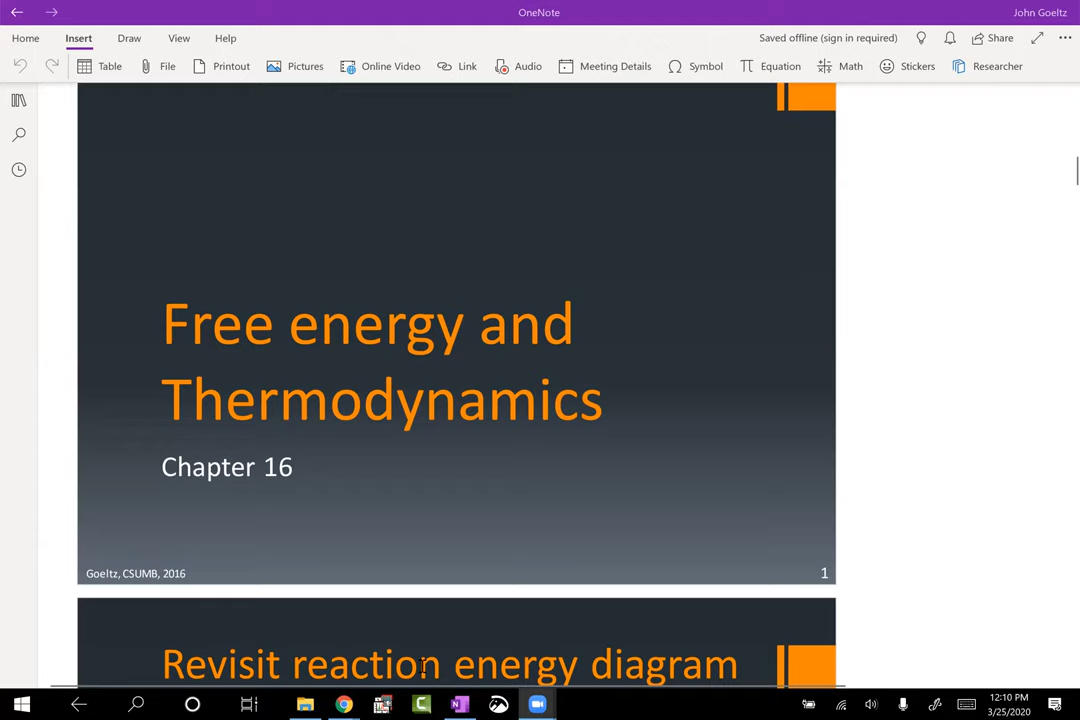 OneNote
John Goeltz
Home Insert Draw View Help
Saved offline (sign in required) Share
Table File Printout Pictures Online Video Link Audio Meeting Details Symbol Equation Math Stickers Researcher
Free energy and
Thermodynamics
Chapter 16
Goeltz, CSUMB, 2016
1
Revisit reaction energy diagram
12:10 PM
3/25/2020